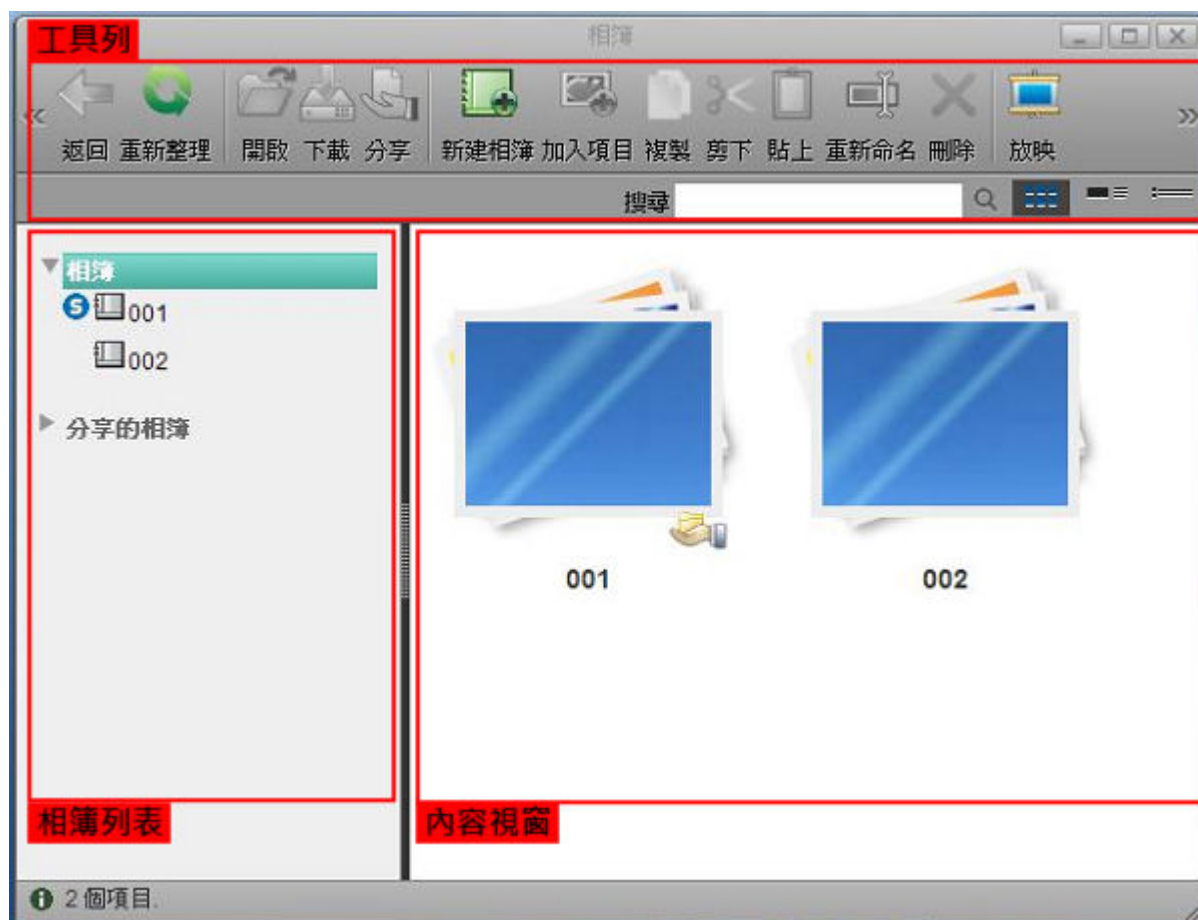 相簿
工具列
返回 重新整理 開啟 下載 分享 新建相簿 加入項目 複製 剪下 貼上 重新命名 刪除 放映
搜尋
相簿
S 001
002
分享的相簿
001 002
相簿列表
內容視窗
2 個項目.